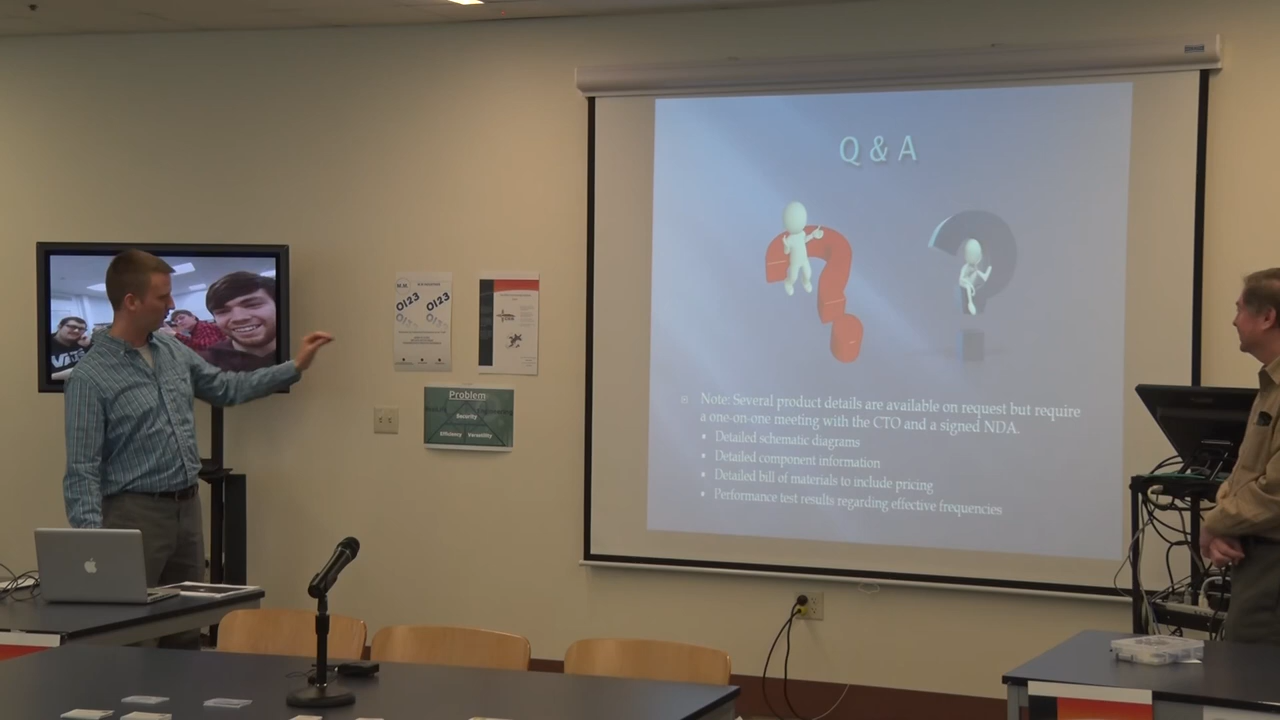 Q & A
Note: Several product details are available on request but require
a one-on-one meeting with the CTO and a signed NDA.
• Detailed schematic diagrams
• Detailed component information
• Detailed bill of materials to include pricing
• Performance test results regarding effective frequencies
0123 0123
0123 0123
Problem
Security
Efficiency Versatility